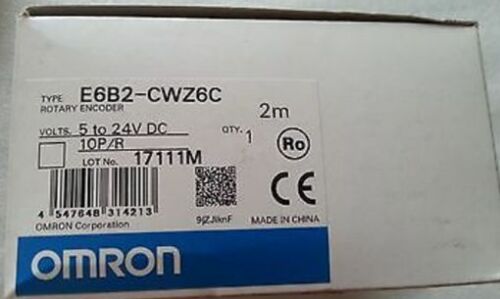 TYPE E6B2-CWZ6C
ROTARY ENCODER 2m
VOLTS. 5 to 24V DC QTY. 1
10P/R Ro
LOT No. 17111M
CE
4 547648 314213
OMRON Corporation MADE IN CHINA
OMRON